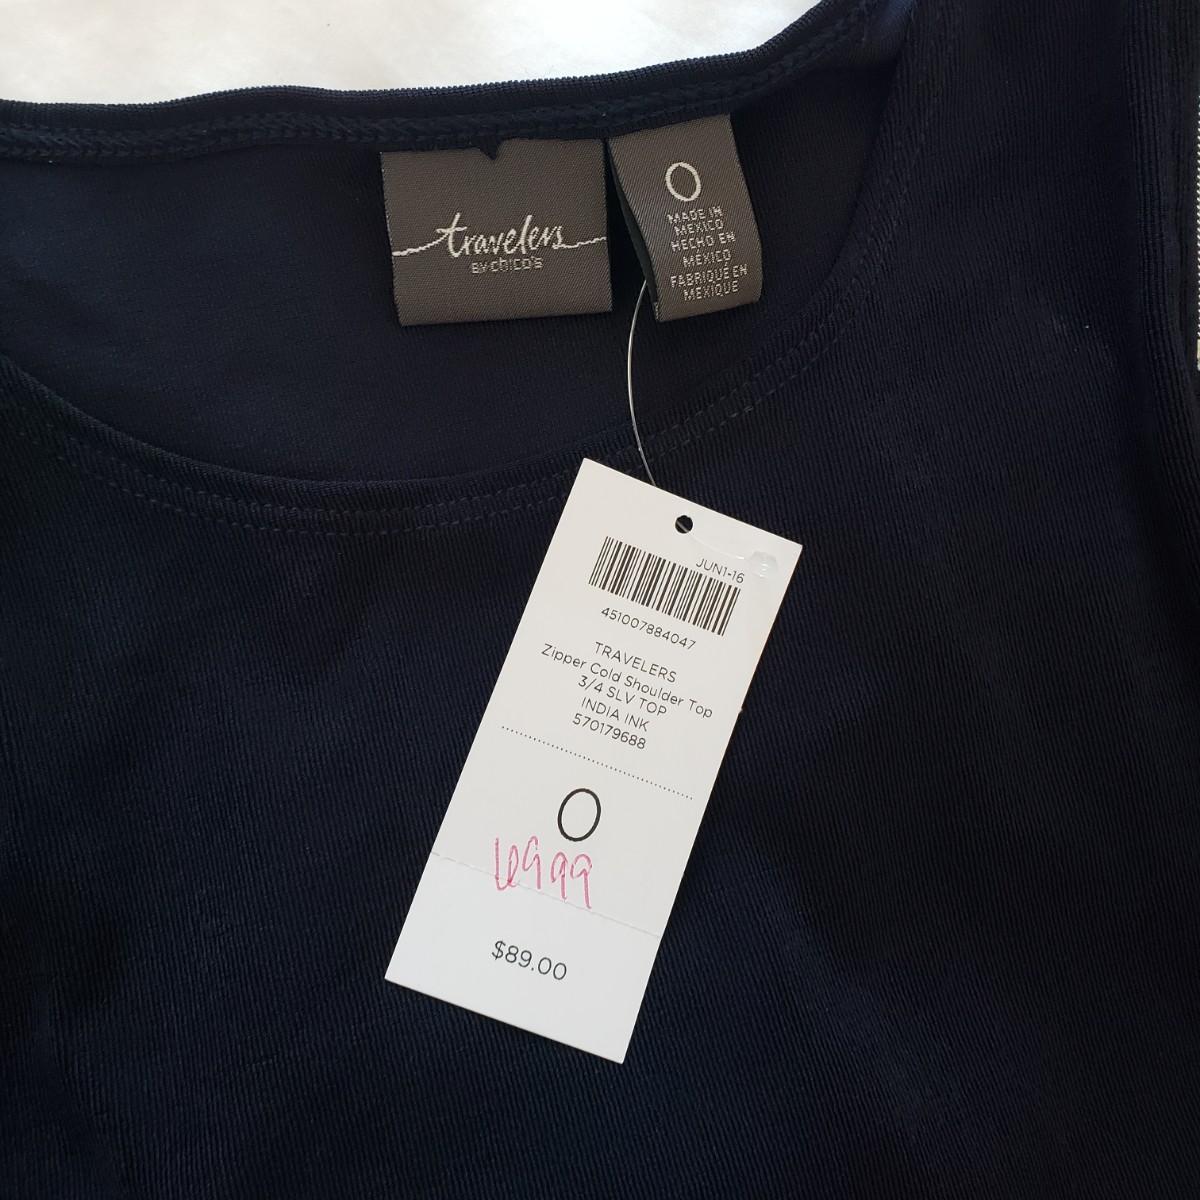 travelers
BY CHICO'S
0
MADE IN
MEXICO
HECHO EN
MÉXICO
FABRIQUÉ EN
MEXIQUE
JUN1-16
451007884047
TRAVELERS
Zipper Cold Shoulder Top
3/4 SLV TOP
INDIA INK
570179688
0
69 99
$89.00